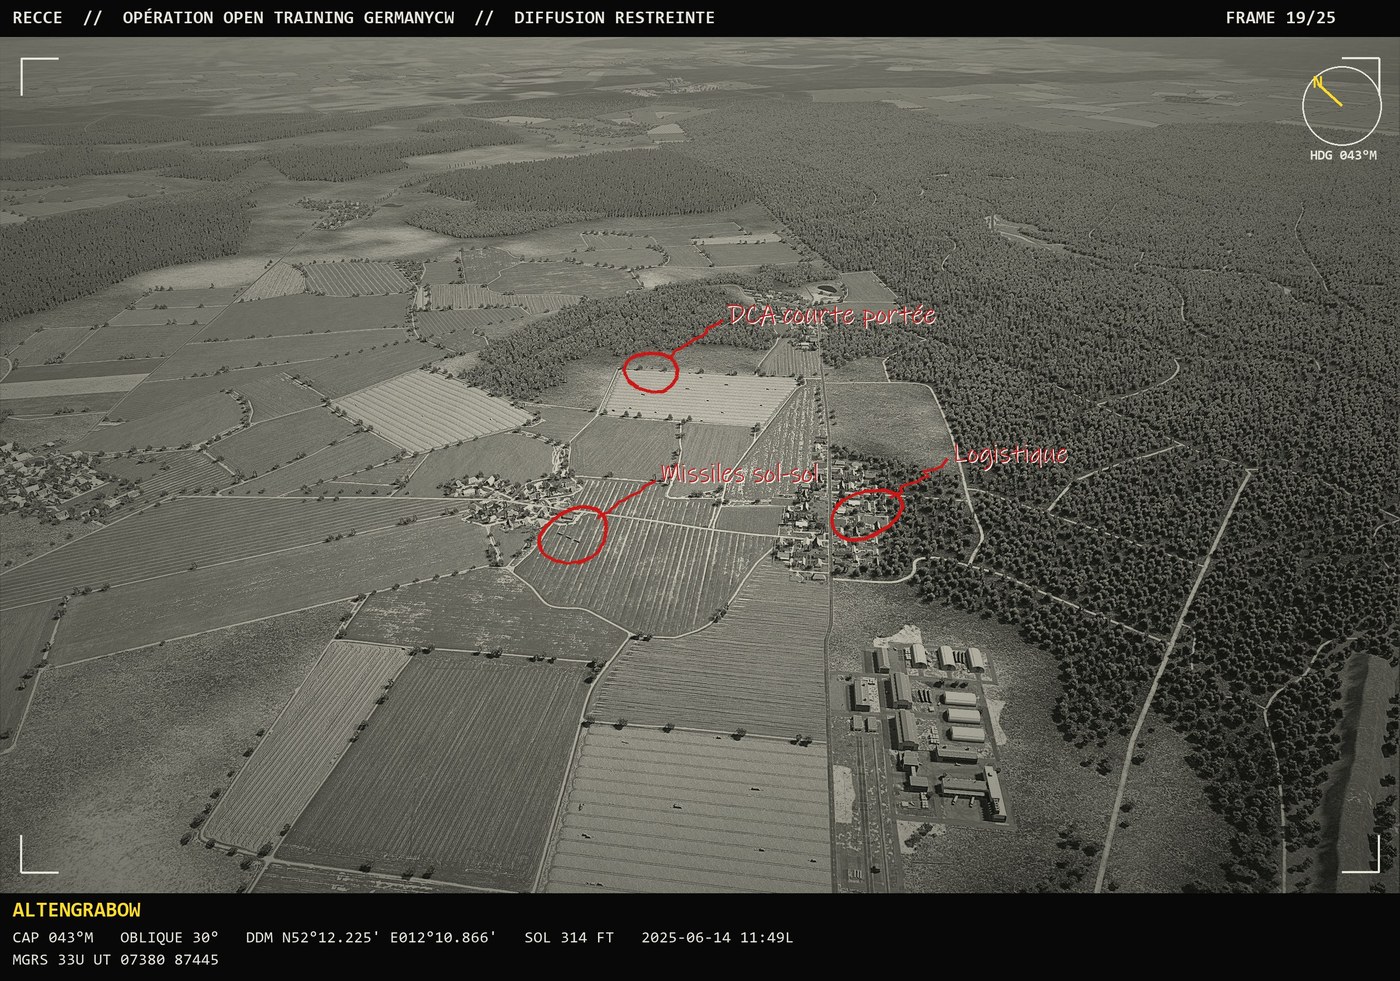 RECCE // OPÉRATION OPEN TRAINING GERMANYCW // DIFFUSION RESTREINTE FRAME 19/25
N
HDG 043°M
DCA courte portée
Logistique
Missiles sol-sol
ALTENGRABOW
CAP 043°M OBLIQUE 30° DDM N52°12.225' E012°10.866' SOL 314 FT 2025-06-14 11:49L
MGRS 33U UT 07380 87445